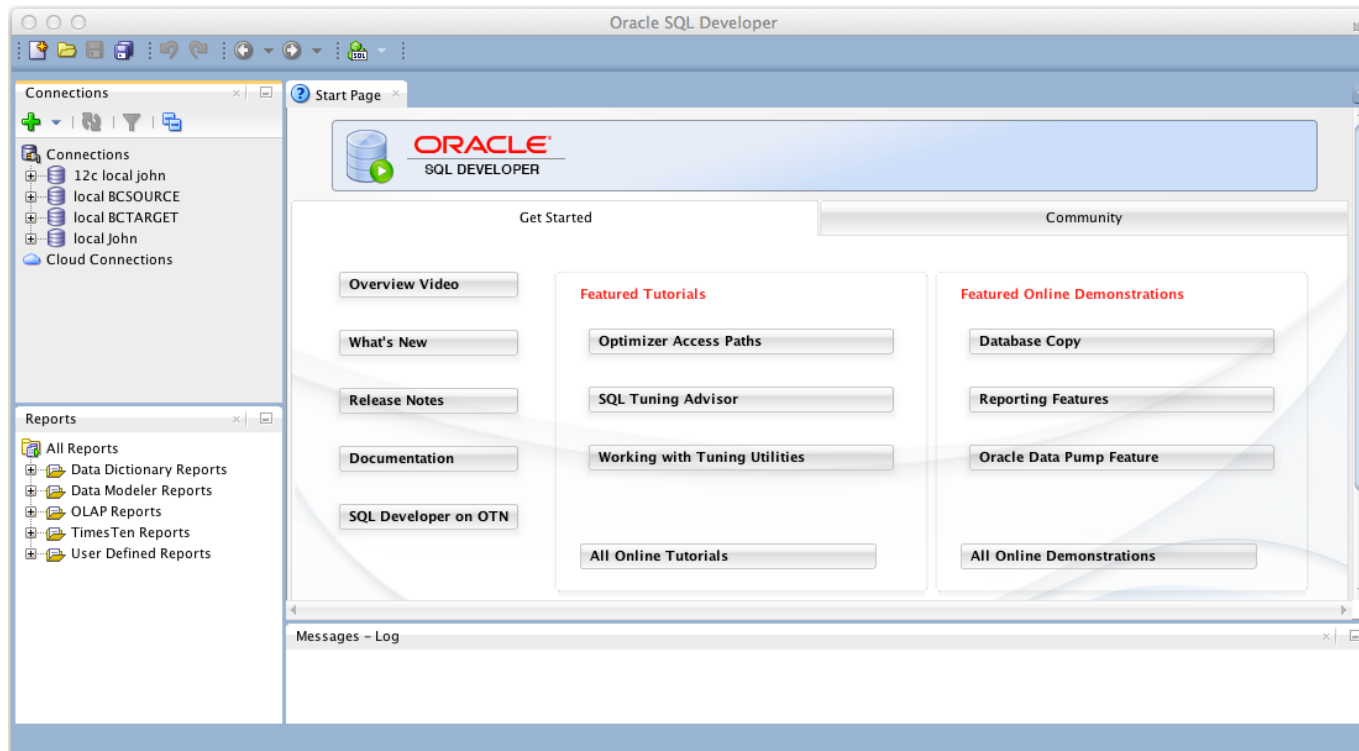 Oracle SQL Developer
SQL
Connections
Connections
12c local john
local BCSOURCE
local BCTARGET
local John
Cloud Connections
Reports
All Reports
Data Dictionary Reports
Data Modeler Reports
OLAP Reports
TimesTen Reports
User Defined Reports
? Start Page
ORACLE
SQL DEVELOPER
Get Started
Community
Overview Video
What's New
Release Notes
Documentation
SQL Developer on OTN
Featured Tutorials
Optimizer Access Paths
SQL Tuning Advisor
Working with Tuning Utilities
All Online Tutorials
Featured Online Demonstrations
Database Copy
Reporting Features
Oracle Data Pump Feature
All Online Demonstrations
Messages - Log